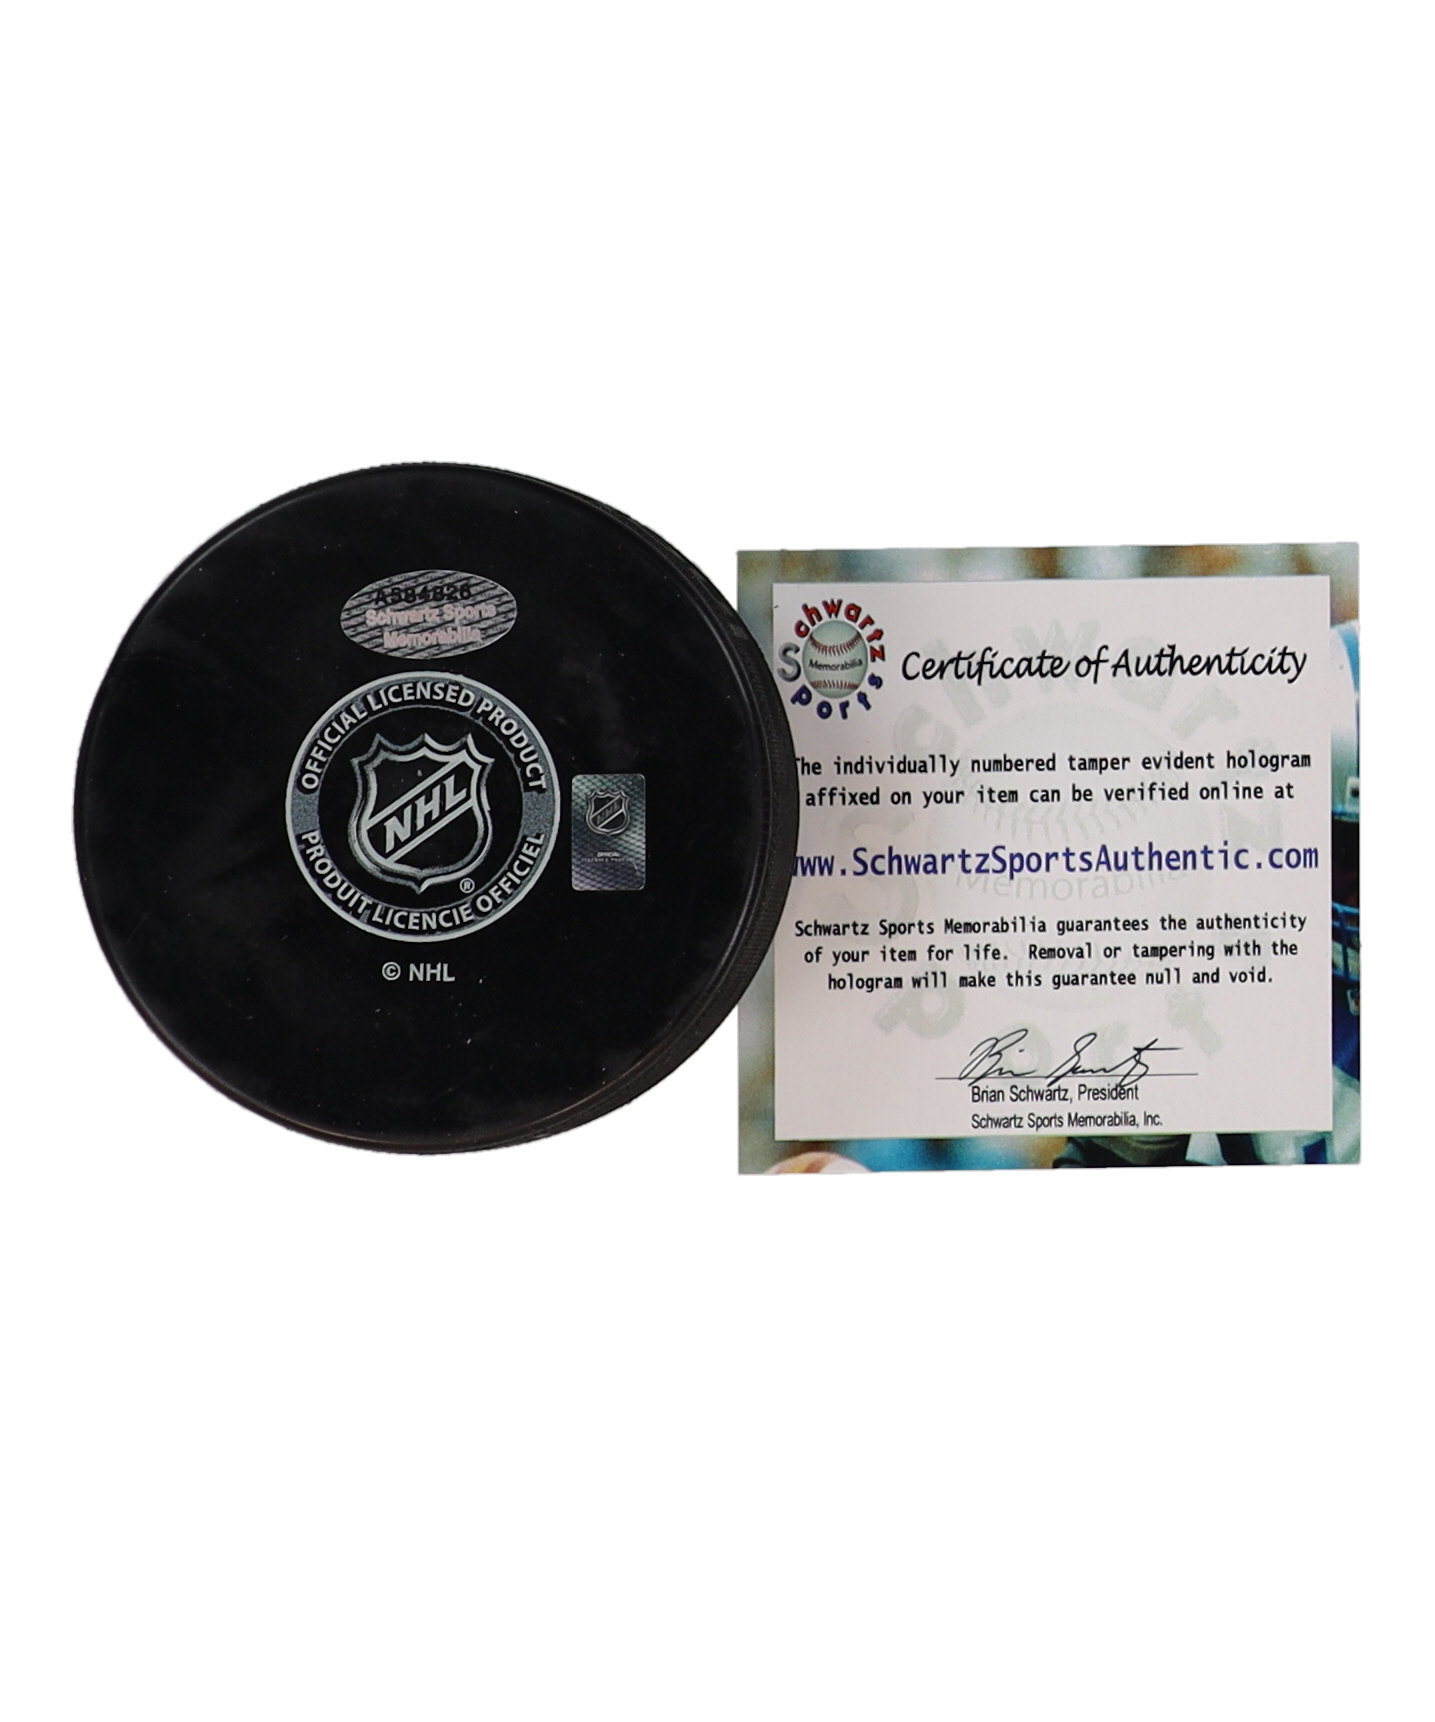 A584826
Schwartz Sports
Memorabilia
OFFICIAL LICENSED PRODUCT
NHL
®
PRODUIT LICENCIE OFFICIEL
© NHL
NHL
OFFICIAL
Schwartz
Memorabilia
Sports
Certificate of Authenticity
The individually numbered tamper evident hologram
affixed on your item can be verified online at
www.SchwartzSportsAuthentic.com
Schwartz Sports Memorabilia guarantees the authenticity
of your item for life. Removal or tampering with the
hologram will make this guarantee null and void.
Brian Schwartz, President
Schwartz Sports Memorabilia, Inc.